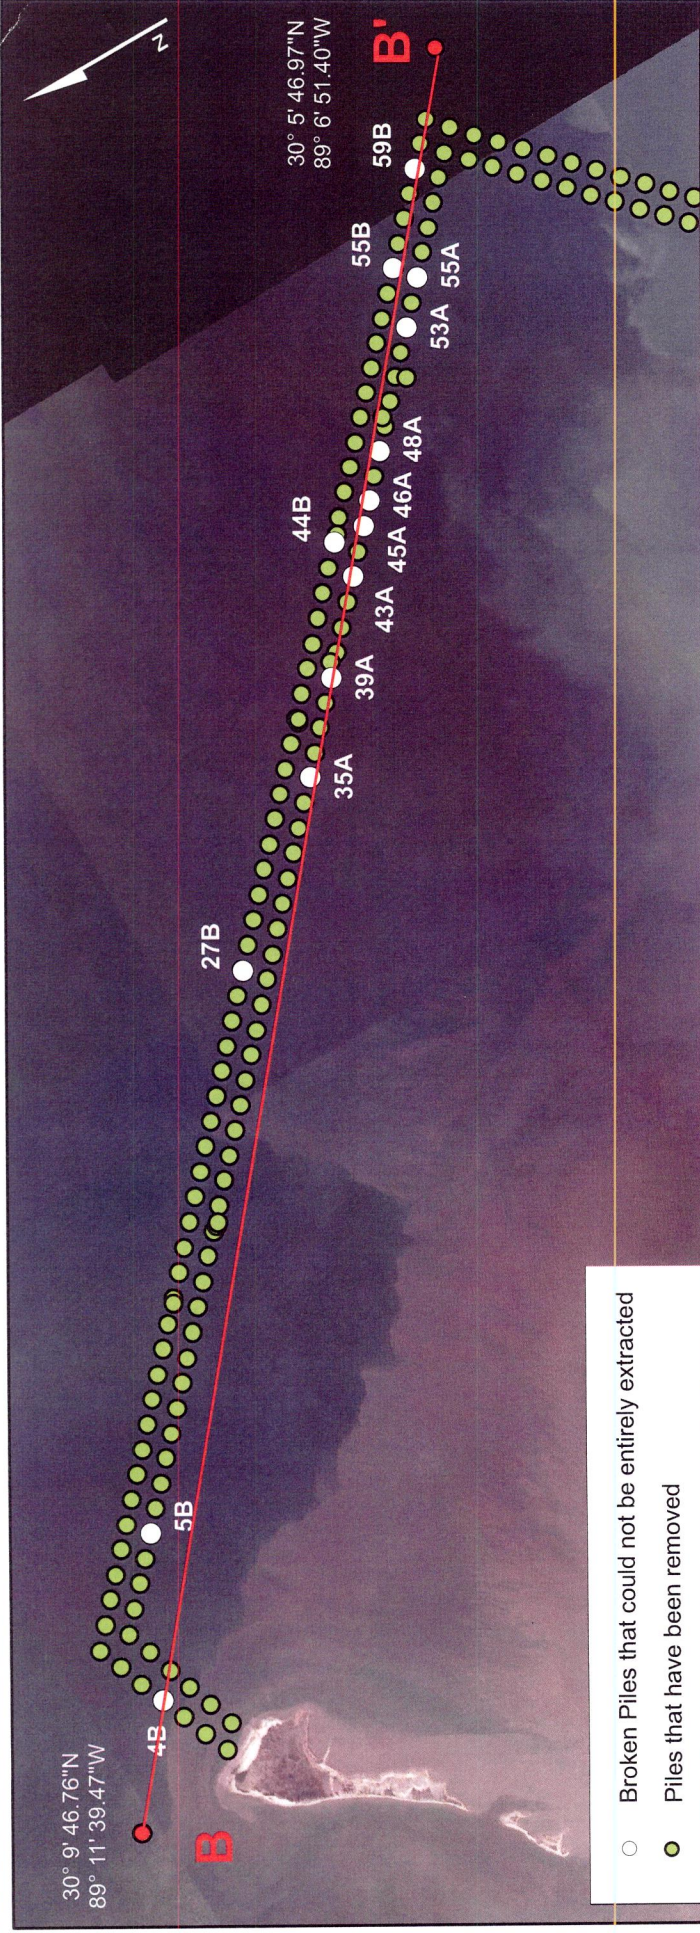 30° 9' 46.76"N
89° 11' 39.47"W
B
4B
5B
27B
35A
39A
43A
44B
45A
46A
48A
53A
55A
55B
59B
B'
30° 5' 46.97"N
89° 6' 51.40"W
N
Broken Piles that could not be entirely extracted
Piles that have been removed